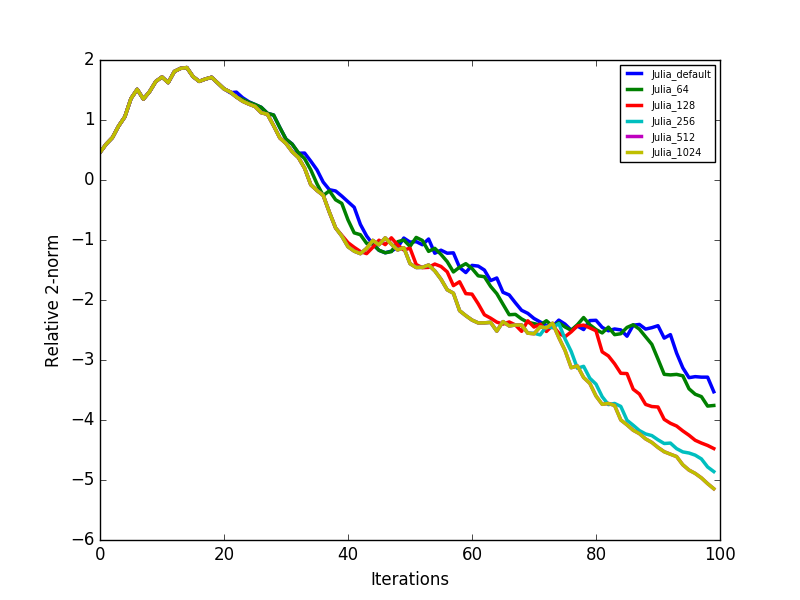 2
1
0
−1
−2
−3
−4
−5
−6
0 20 40 60 80 100
Relative 2-norm
Iterations
Julia_default
Julia_64
Julia_128
Julia_256
Julia_512
Julia_1024